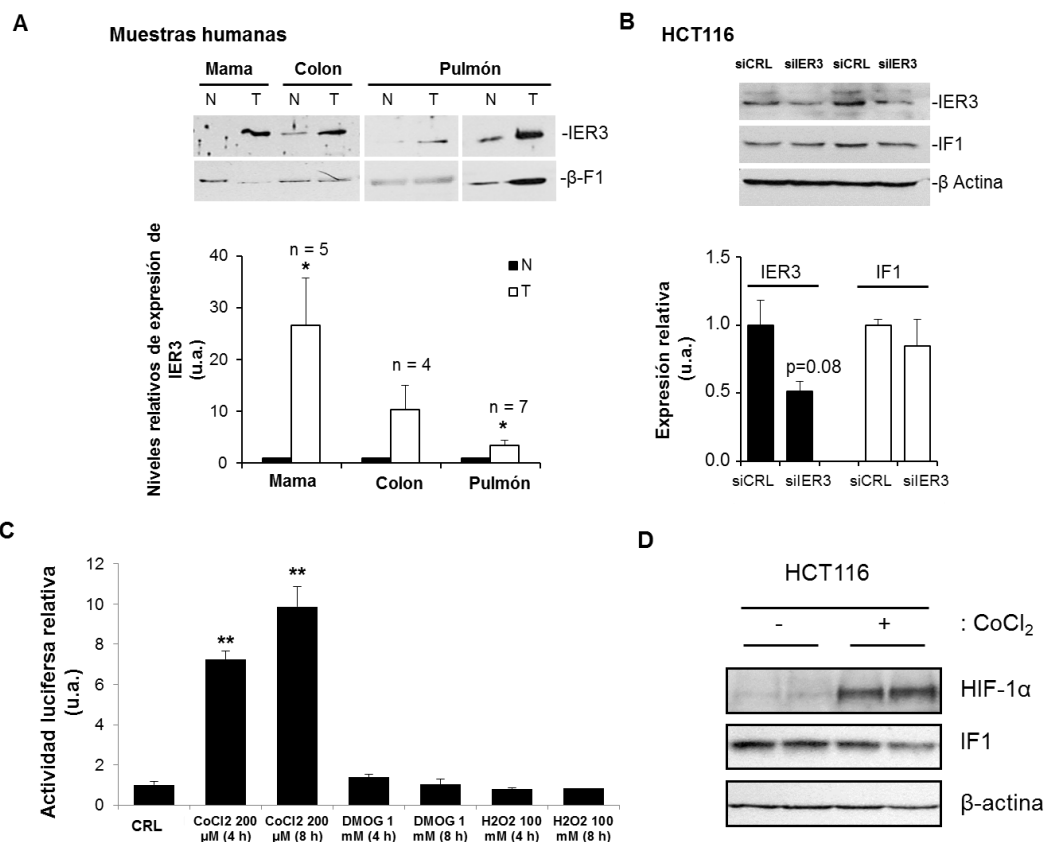 A
Muestras humanas
Mama Colon Pulmón
N T N T N T N T
-IER3
-β-F1
Niveles relativos de expresión de
IER3
(u.a.)
40
30
20
10
0
n = 5
*
n = 4
n = 7
*
N
T
Mama Colon Pulmón
B
HCT116
siCRL siIER3 siCRL siIER3
-IER3
-IF1
-β Actina
Expresión relativa
(u.a.)
1.5
1.0
0.5
0.0
IER3 IF1
p=0.08
siCRL siIER3 siCRL siIER3
C
Actividad lucifersa relativa
(u.a.)
12
10
8
6
4
2
0
**
**
CRL
CoCl2 200
µM (4 h)
CoCl2 200
µM (8 h)
DMOG 1
mM (4 h)
DMOG 1
mM (8 h)
H2O2 100
mM (4 h)
H2O2 100
mM (8 h)
D
HCT116
- + : CoCl₂
HIF-1α
IF1
β-actina